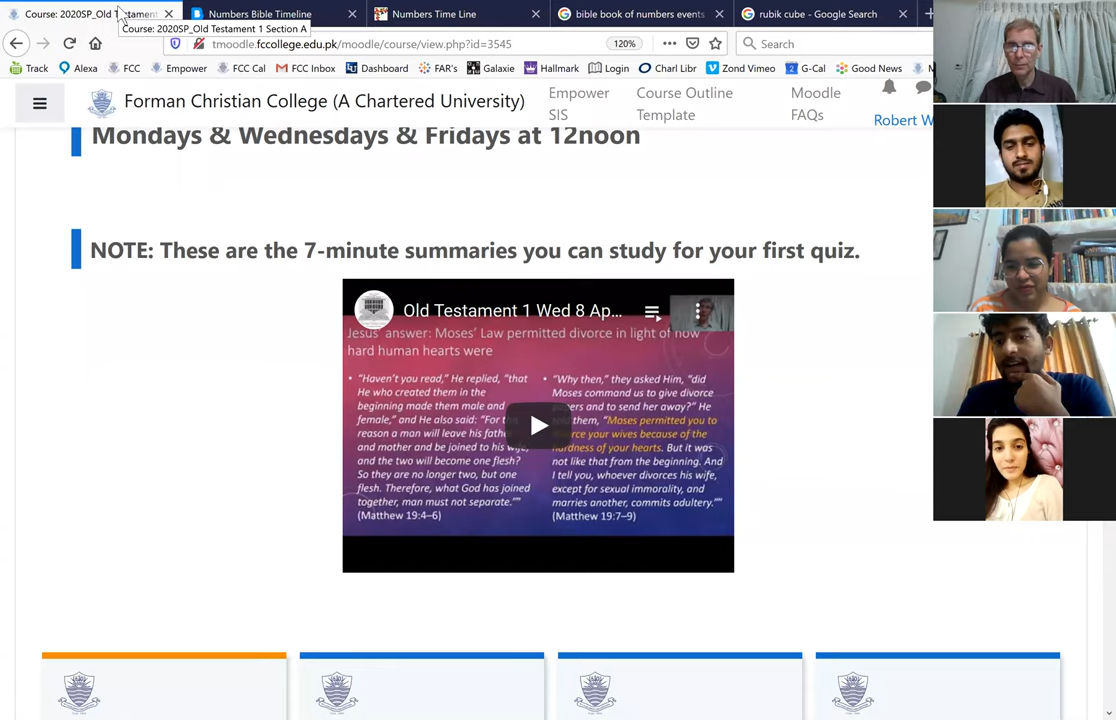 Course: 2020SP_Old Testament
Numbers Bible Timeline
Numbers Time Line
bible book of numbers events
rubik cube - Google Search
Course: 2020SP_Old Testament 1 Section A
tmoodle.fccollege.edu.pk/moodle/course/view.php?id=3545
120%
Search
Track
Alexa
FCC
Empower
FCC Cal
FCC Inbox
Dashboard
FAR's
Galaxie
Hallmark
Login
Charl Libr
Zond Vimeo
G-Cal
Good News
Forman Christian College (A Chartered University)
Empower SIS
Course Outline Template
Moodle FAQs
Robert W
Mondays & Wednesdays & Fridays at 12noon
NOTE: These are the 7-minute summaries you can study for your first quiz.
Old Testament 1 Wed 8 Ap...
Jesus' answer: Moses' Law permitted divorce in light of how
hard human hearts were
• "Haven't you read," He replied, "that
He who created them in the
beginning made them male and
female," and He also said: "For
reason a man will leave his father
and mother and be joined to his wife,
and the two will become one flesh?
So they are no longer two, but one
flesh. Therefore, what God has joined
together, man must not separate.""
(Matthew 19:4–6)
• "Why then," they asked Him, "did
Moses command us to give divorce
papers and to send her away?" He
them, "Moses permitted you to
divorce your wives because of the
hardness of your hearts. But it was
not like that from the beginning. And
I tell you, whoever divorces his wife,
except for sexual immorality, and
marries another, commits adultery.""
(Matthew 19:7–9)